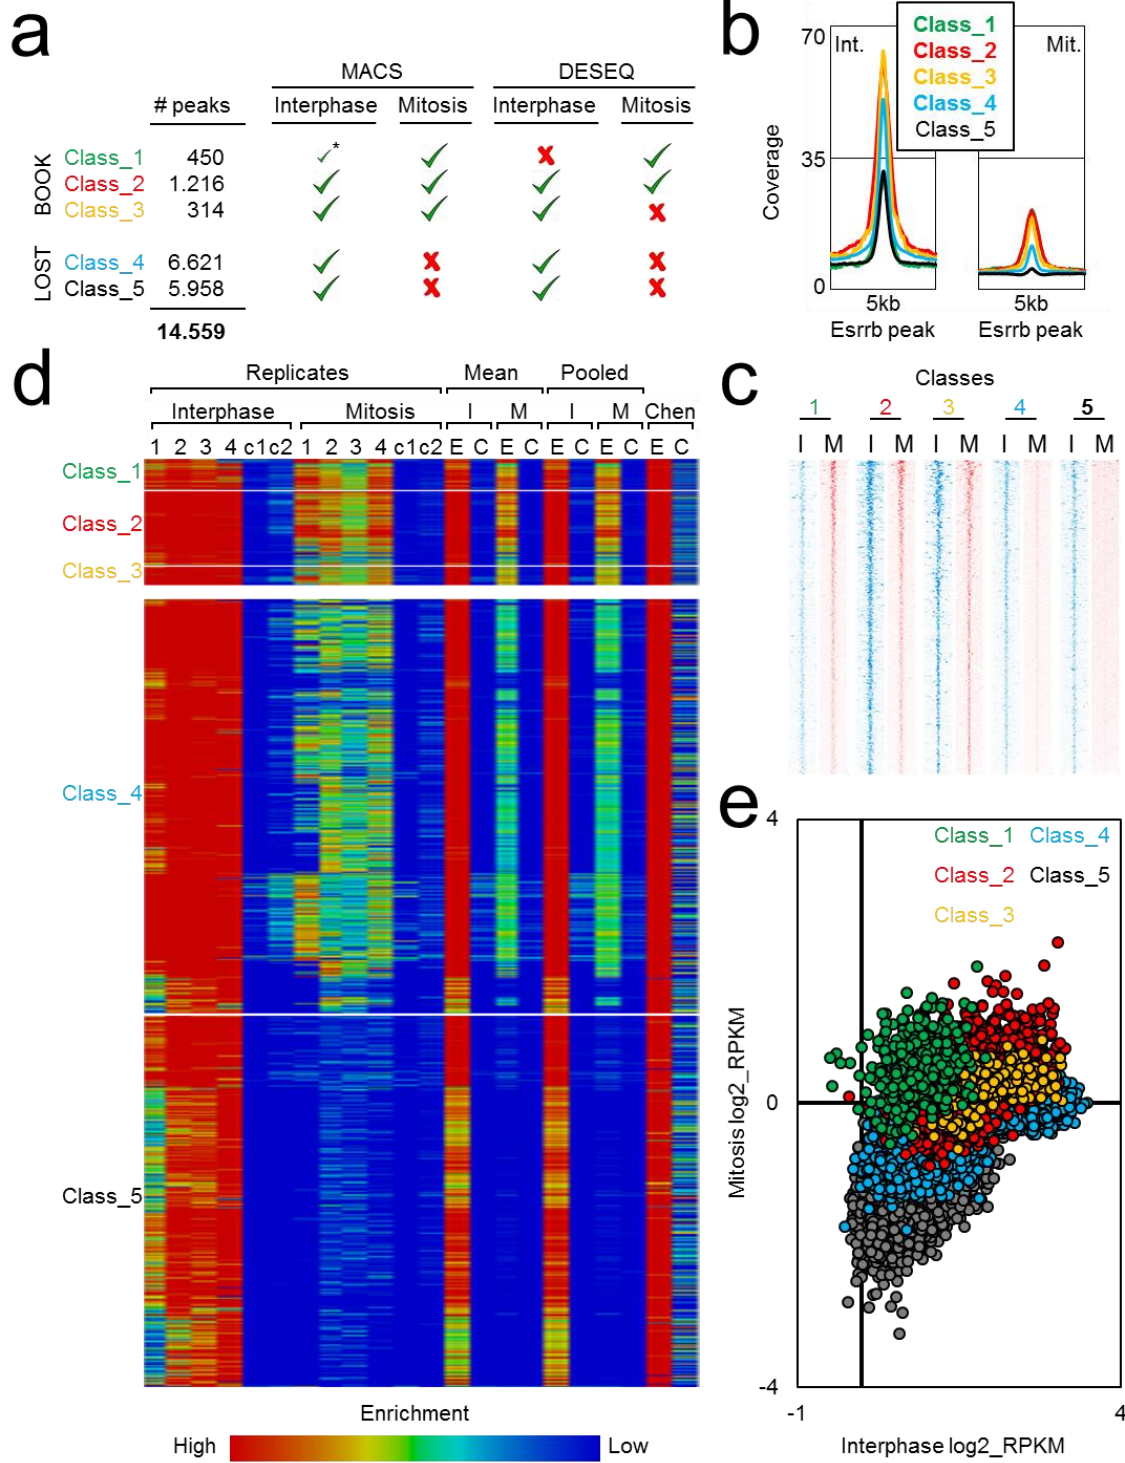 a
MACS DESEQ
# peaks Interphase Mitosis Interphase Mitosis
BOOK
Class_1 450 *
Class_2 1.216
Class_3 314
LOST
Class_4 6.621
Class_5 5.958
14.559
b
Class_1
Class_2
Class_3
Class_4
Class_5
Int. Mit.
70
35
0
Coverage
5kb 5kb
Esrrb peak Esrrb peak
c
Classes
1 2 3 4 5
I M I M I M I M I M
d
Replicates Mean Pooled
Interphase Mitosis I M I M Chen
1 2 3 4 c1 c2 1 2 3 4 c1 c2 E C E C E C E C E C
Class_1
Class_2
Class_3
Class_4
Class_5
Enrichment
High Low
e
4
0
-4
Mitosis log2_RPKM
Class_1 Class_4
Class_2 Class_5
Class_3
-1 4
Interphase log2_RPKM